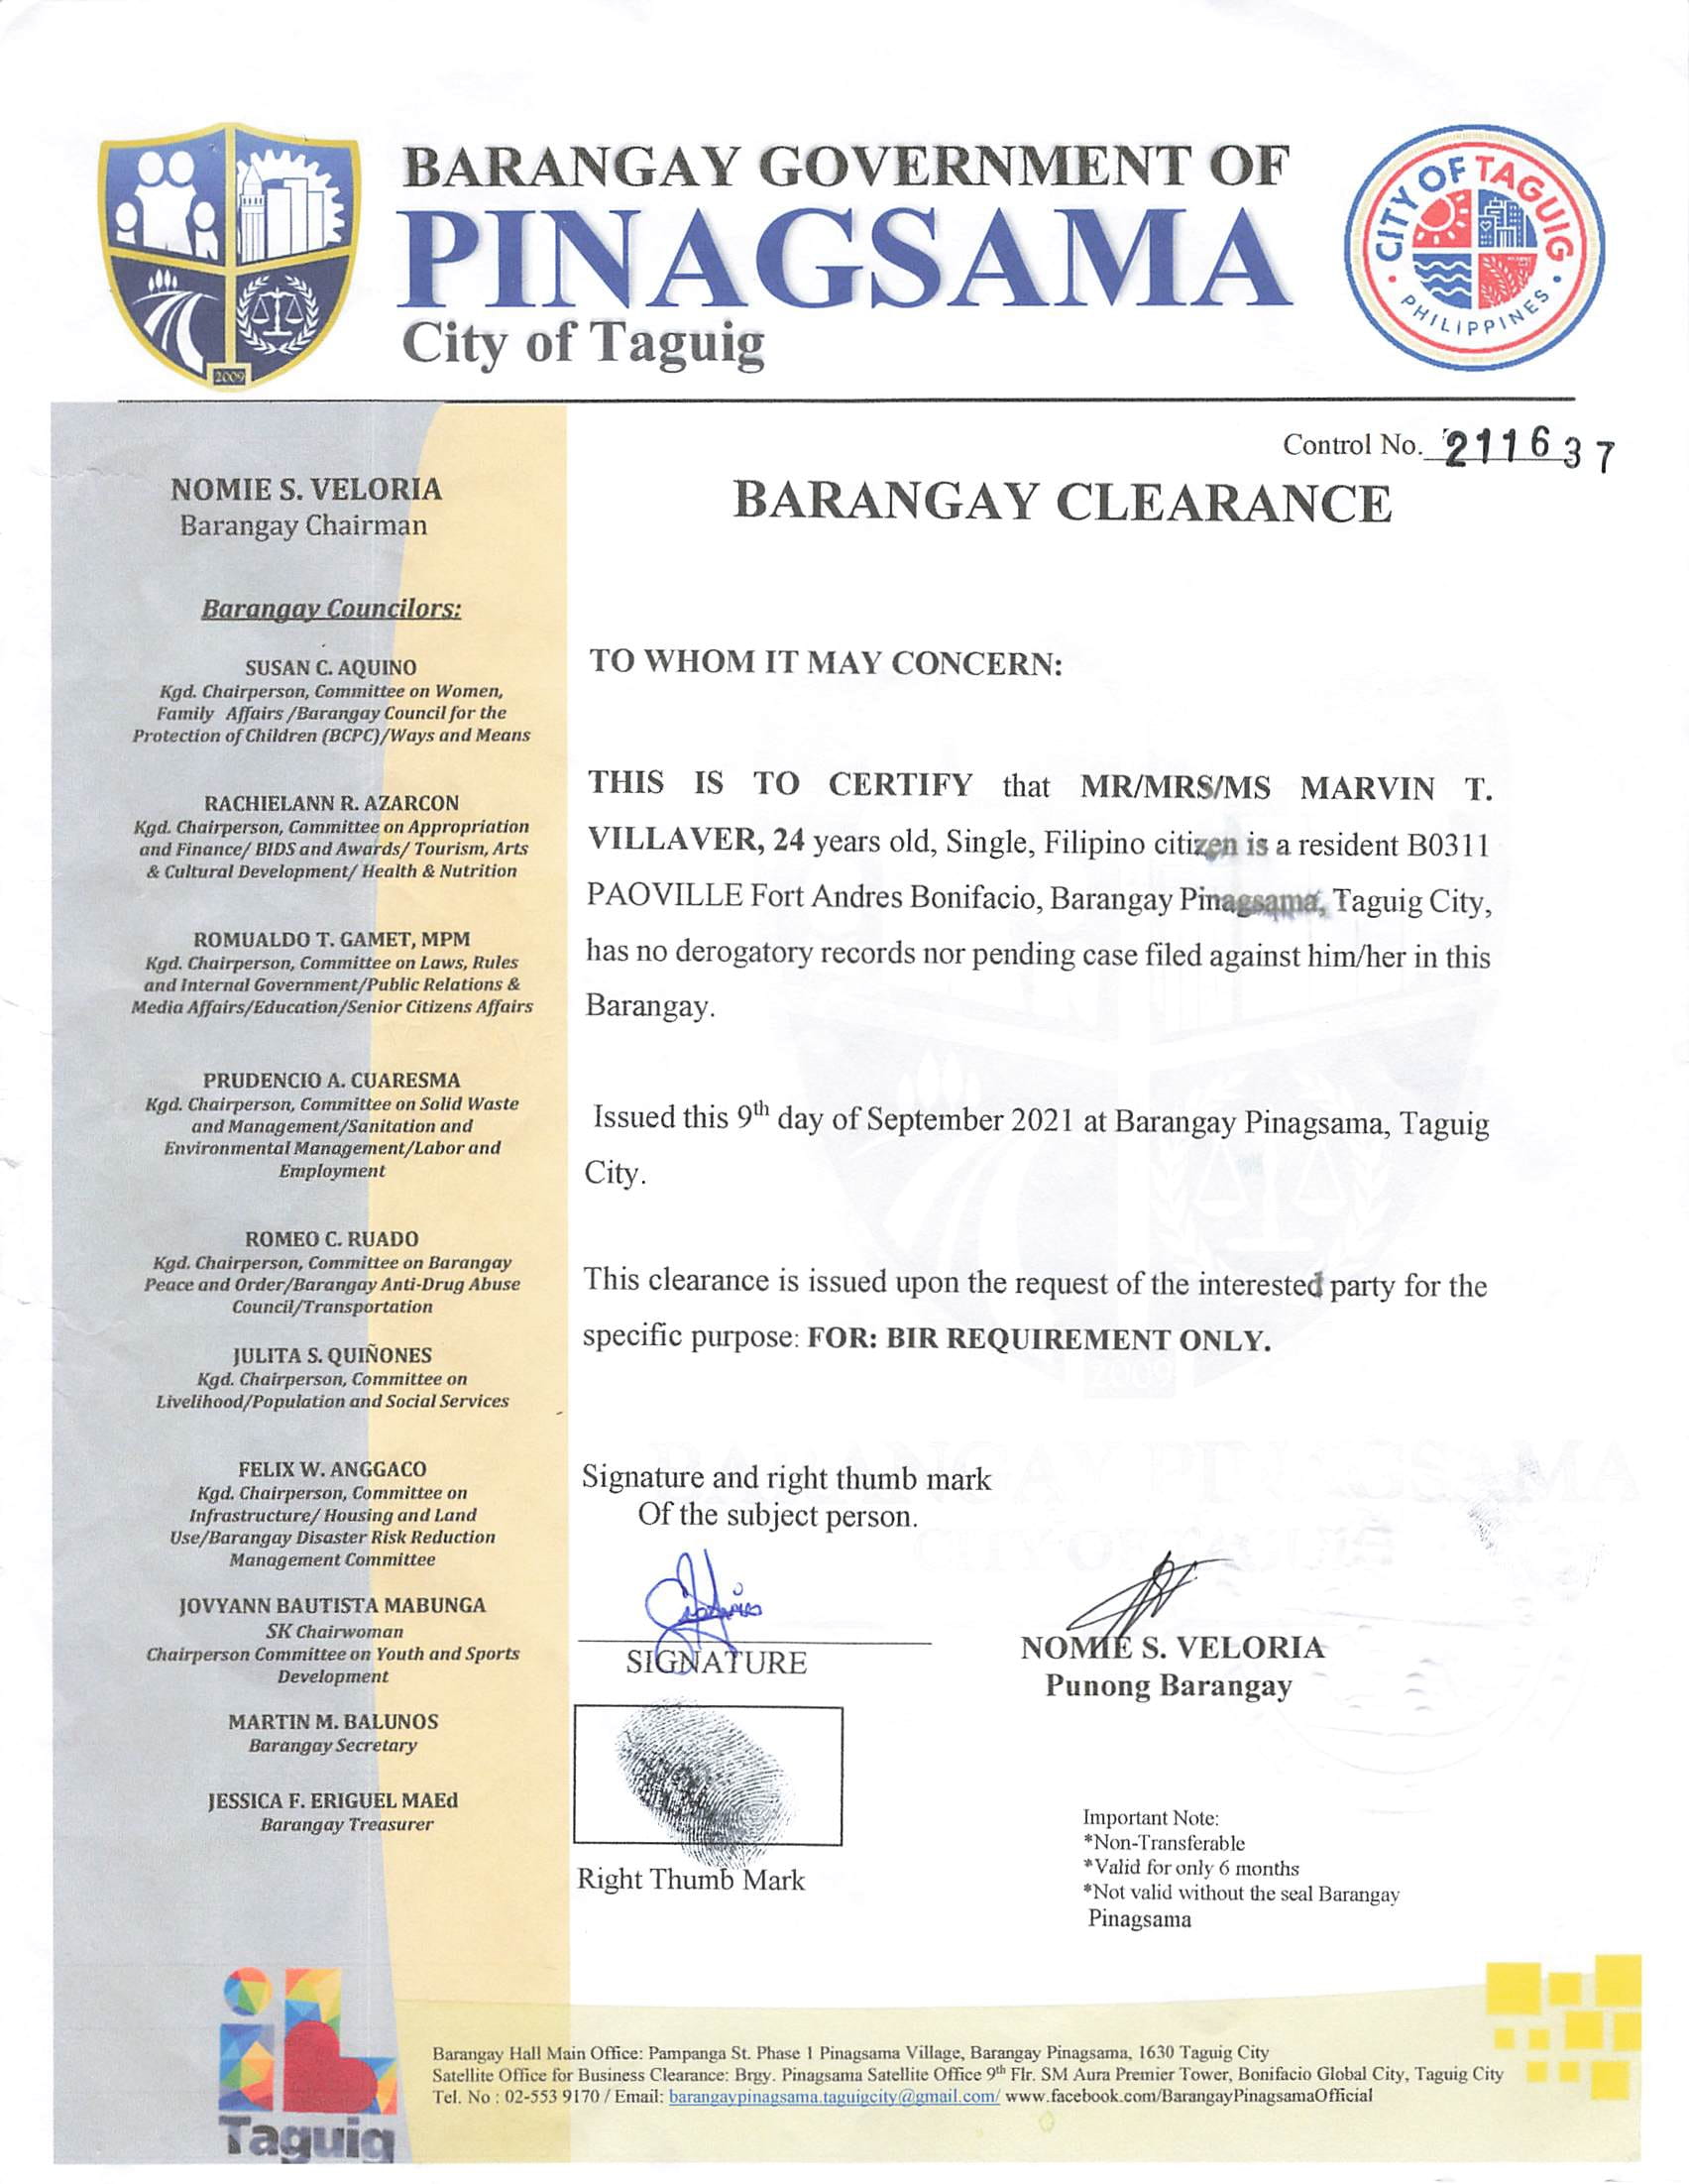 BARANGAY GOVERNMENT OF
PINAGSAMA
City of Taguig
2009
CITY OF TAGUIG
PHILIPPINES
Control No. 211637
BARANGAY CLEARANCE
NOMIE S. VELORIA
Barangay Chairman
Barangay Councilors:
SUSAN C. AQUINO
Kgd. Chairperson, Committee on Women,
Family Affairs /Barangay Council for the
Protection of Children (BCPC)/Ways and Means
RACHIELANN R. AZARCON
Kgd. Chairperson, Committee on Appropriation
and Finance/ BIDS and Awards/ Tourism, Arts
& Cultural Development/ Health & Nutrition
ROMUALDO T. GAMET, MPM
Kgd. Chairperson, Committee on Laws, Rules
and Internal Government/Public Relations &
Media Affairs/Education/Senior Citizens Affairs
PRUDENCIO A. CUARESMA
Kgd. Chairperson, Committee on Solid Waste
and Management/Sanitation and
Environmental Management/Labor and
Employment
ROMEO C. RUADO
Kgd. Chairperson, Committee on Barangay
Peace and Order/Barangay Anti-Drug Abuse
Council/Transportation
JULITA S. QUIÑONES
Kgd. Chairperson, Committee on
Livelihood/Population and Social Services
FELIX W. ANGGACO
Kgd. Chairperson, Committee on
Infrastructure/ Housing and Land
Use/Barangay Disaster Risk Reduction
Management Committee
JOVYANN BAUTISTA MABUNGA
SK Chairwoman
Chairperson Committee on Youth and Sports
Development
MARTIN M. BALUNOS
Barangay Secretary
JESSICA F. ERIGUEL MAEd
Barangay Treasurer
TO WHOM IT MAY CONCERN:
THIS IS TO CERTIFY that MR/MRS/MS MARVIN T.
VILLAVER, 24 years old, Single, Filipino citizen is a resident B0311
PAOVILLE Fort Andres Bonifacio, Barangay Pinagsama, Taguig City,
has no derogatory records nor pending case filed against him/her in this
Barangay.
Issued this 9th day of September 2021 at Barangay Pinagsama, Taguig
City.
This clearance is issued upon the request of the interested party for the
specific purpose: FOR: BIR REQUIREMENT ONLY.
2009
Signature and right thumb mark
Of the subject person.
SIGNATURE
NOMIE S. VELORIA
Punong Barangay
Right Thumb Mark
Important Note:
*Non-Transferable
*Valid for only 6 months
*Not valid without the seal Barangay
Pinagsama
Taguig
Barangay Hall Main Office: Pampanga St. Phase 1 Pinagsama Village, Barangay Pinagsama, 1630 Taguig City
Satellite Office for Business Clearance: Brgy. Pinagsama Satellite Office 9th Flr. SM Aura Premier Tower, Bonifacio Global City, Taguig City
Tel. No : 02-553 9170 / Email: barangaypinagsama.taguigcity@gmail.com/ www.facebook.com/BarangayPinagsamaOfficial